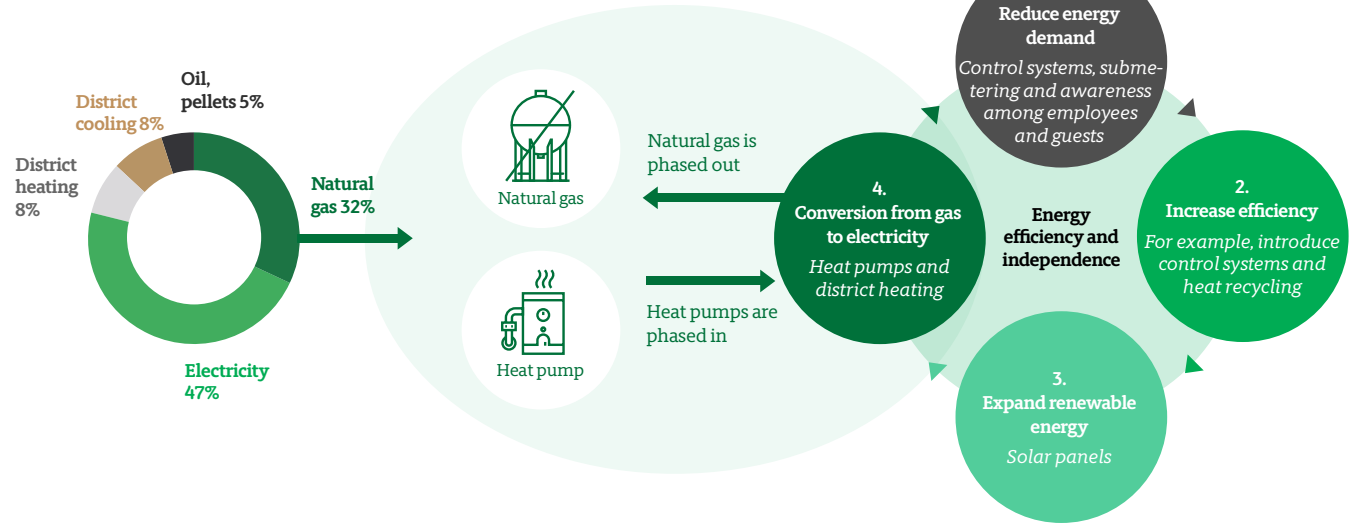 Oil,
pellets 5%
District
cooling 8%
District
heating
8%
Natural
gas 32%
Electricity
47%
Natural gas
Heat pump
Natural gas is
phased out
Heat pumps are
phased in
Reduce energy
demand
Control systems, subme-
tering and awareness
among employees
and guests
2.
Increase efficiency
For example, introduce
control systems and
heat recycling
3.
Expand renewable
energy
Solar panels
4.
Conversion from gas
to electricity
Heat pumps and
district heating
Energy
efficiency and
independence